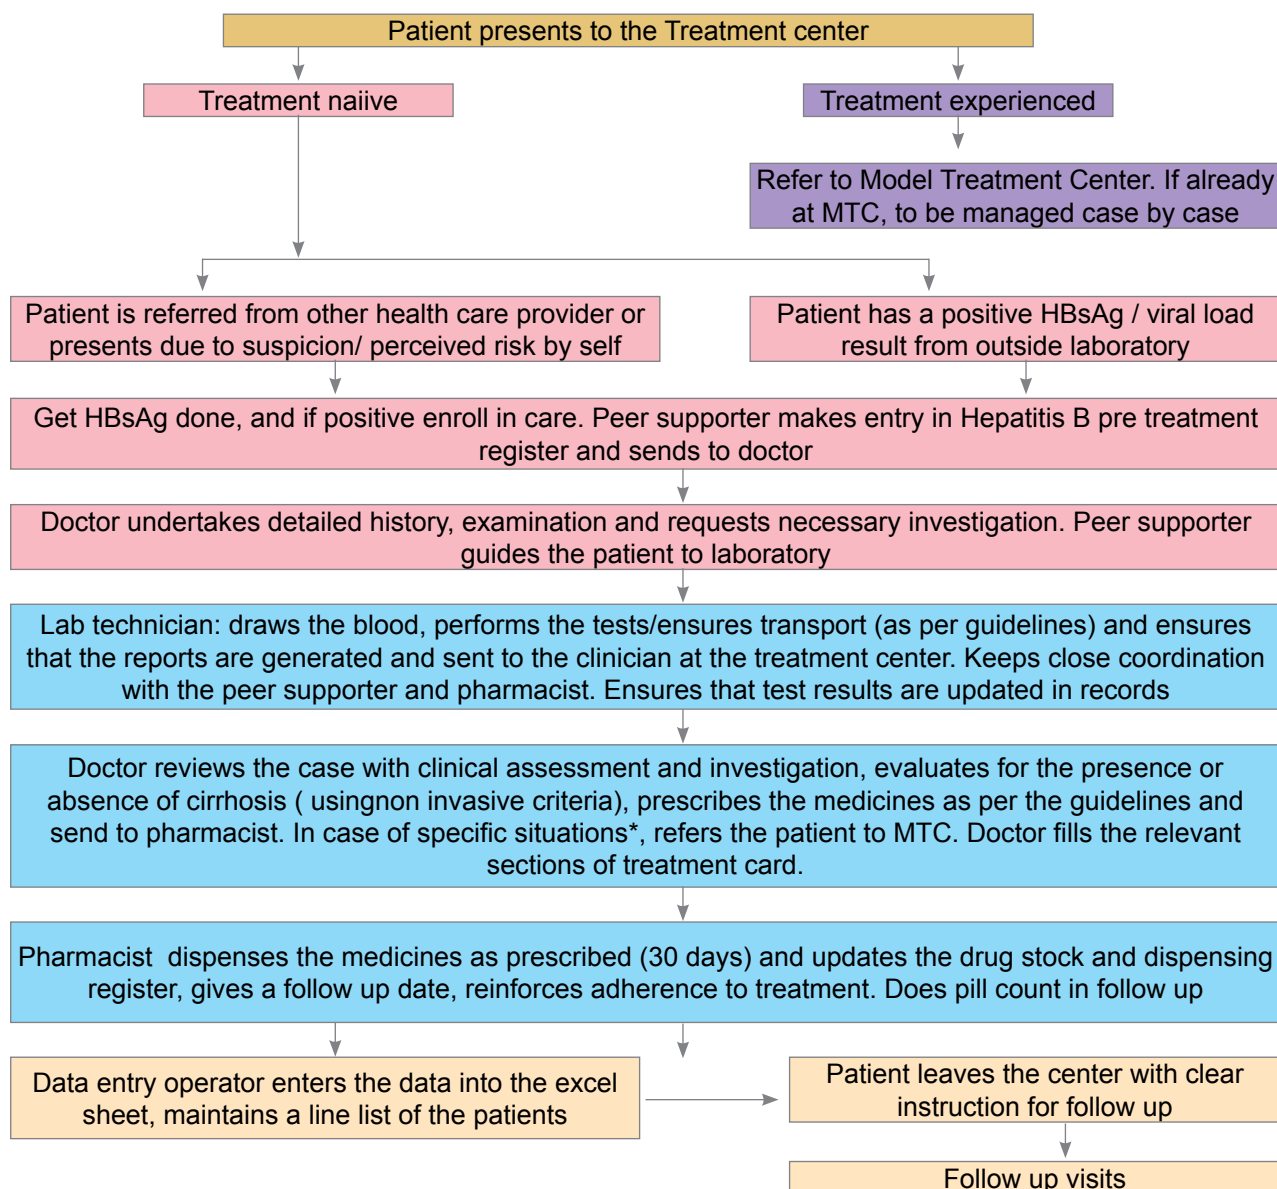 Patient presents to the Treatment center
Treatment naiive
Treatment experienced
Refer to Model Treatment Center. If already
at MTC, to be managed case by case
Patient is referred from other health care provider or
presents due to suspicion/ perceived risk by self
Patient has a positive HBsAg / viral load
result from outside laboratory
Get HBsAg done, and if positive enroll in care. Peer supporter makes entry in Hepatitis B pre treatment
register and sends to doctor
Doctor undertakes detailed history, examination and requests necessary investigation. Peer supporter
guides the patient to laboratory
Lab technician: draws the blood, performs the tests/ensures transport (as per guidelines) and ensures
that the reports are generated and sent to the clinician at the treatment center. Keeps close coordination
with the peer supporter and pharmacist. Ensures that test results are updated in records
Doctor reviews the case with clinical assessment and investigation, evaluates for the presence or
absence of cirrhosis ( usingnon invasive criteria), prescribes the medicines as per the guidelines and
send to pharmacist. In case of specific situations*, refers the patient to MTC. Doctor fills the relevant
sections of treatment card.
Pharmacist dispenses the medicines as prescribed (30 days) and updates the drug stock and dispensing
register, gives a follow up date, reinforces adherence to treatment. Does pill count in follow up
Data entry operator enters the data into the excel
sheet, maintains a line list of the patients
Patient leaves the center with clear
instruction for follow up
Follow up visits